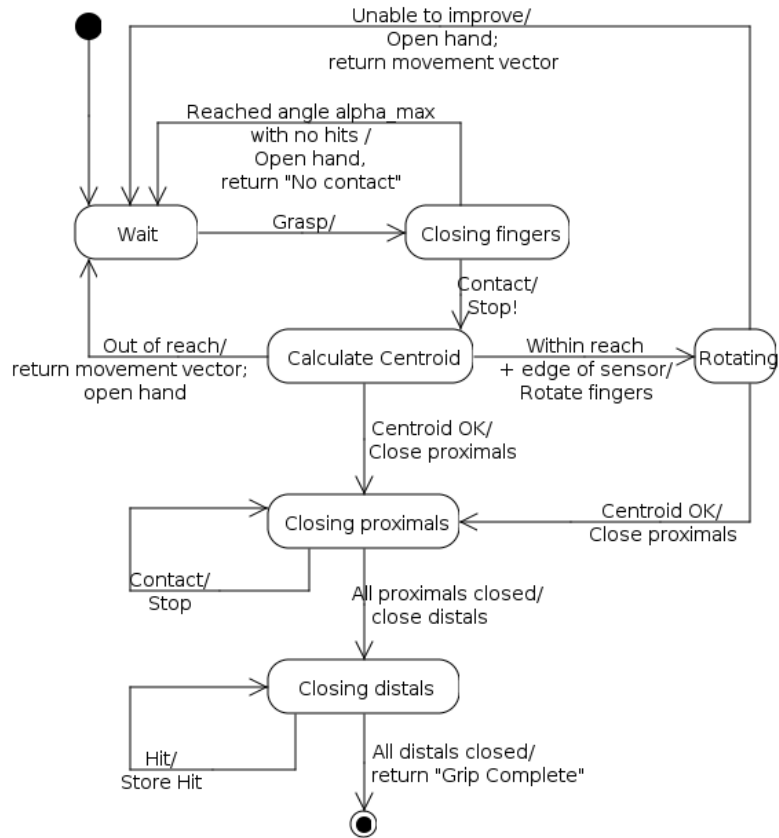 Unable to improve/
Open hand;
return movement vector
Reached angle alpha_max
with no hits /
Open hand,
return "No contact"
Wait
Grasp/
Closing fingers
Contact/
Stop!
Out of reach/
return movement vector;
open hand
Calculate Centroid
Within reach
+ edge of sensor/
Rotate fingers
Rotating
Centroid OK/
Close proximals
Closing proximals
Centroid OK/
Close proximals
Contact/
Stop
All proximals closed/
close distals
Closing distals
Hit/
Store Hit
All distals closed/
return "Grip Complete"